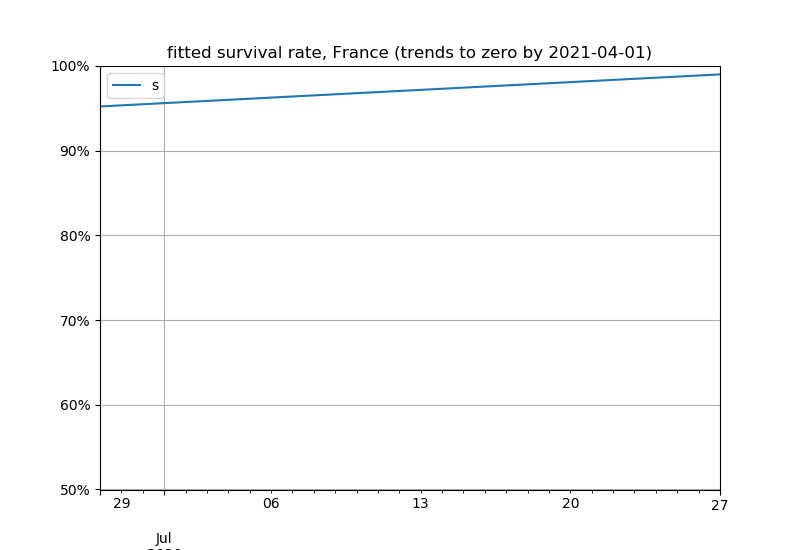 fitted survival rate, France (trends to zero by 2021-04-01)
100%
s
90%
80%
70%
60%
50%
29 06 13 20 27
Jul